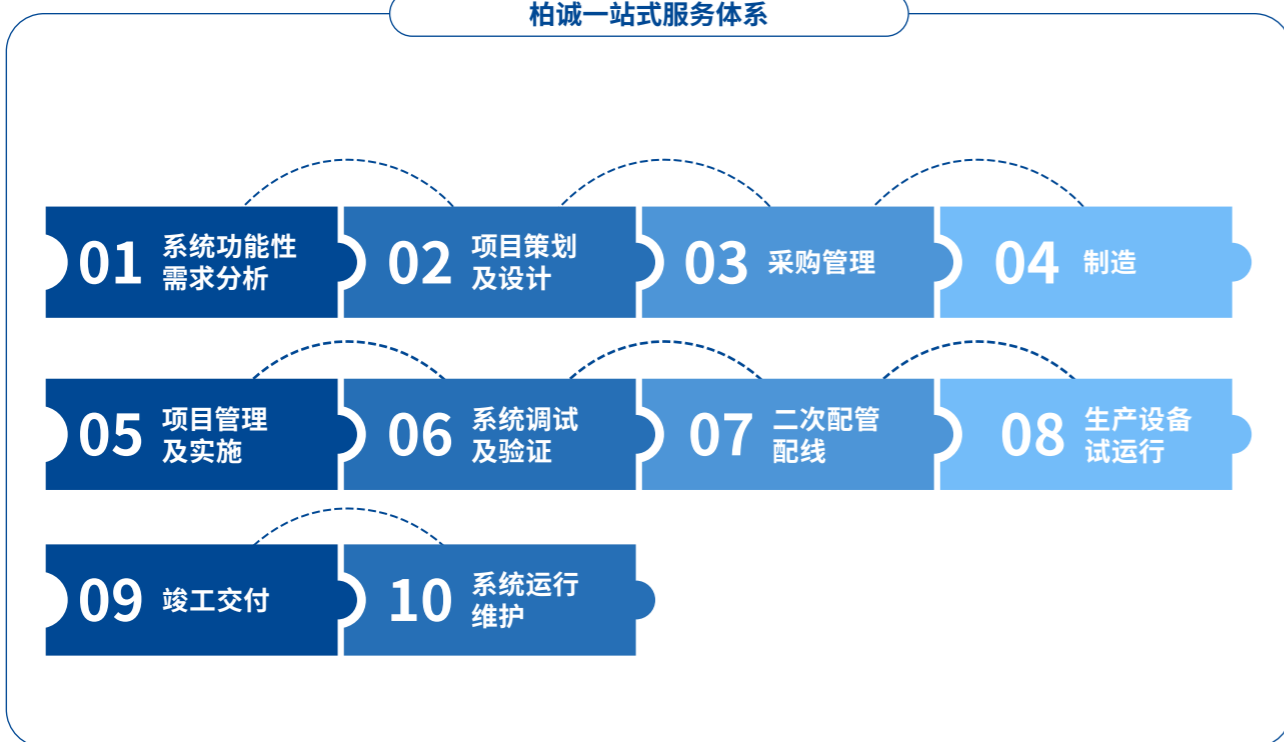 柏诚一站式服务体系
01 系统功能性
需求分析
02 项目策划
及设计
03 采购管理
04 制造
05 项目管理
及实施
06 系统调试
及验证
07 二次配管
配线
08 生产设备
试运行
09 竣工交付
10 系统运行
维护